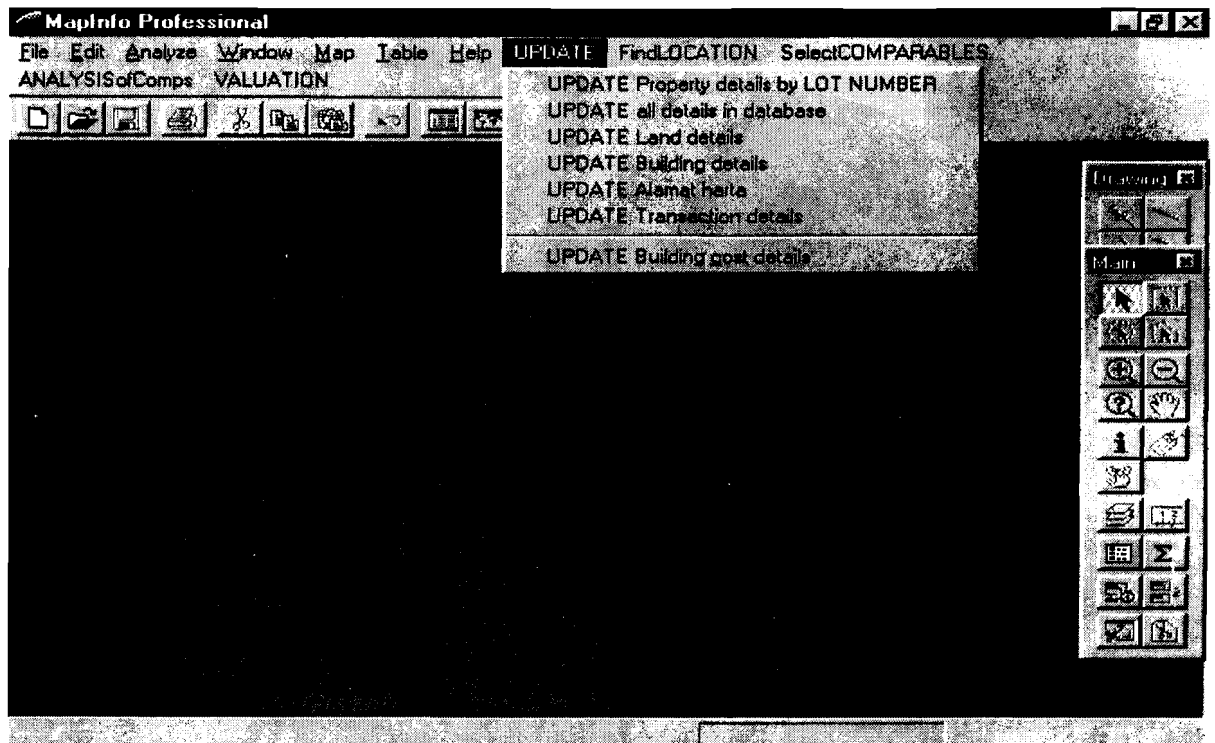 MapInfo Professional
File Edit Analyze Window Map Table Help UPDATE FindLOCATION SelectCOMPARABLES
ANALYSISofComps VALUATION
UPDATE Property details by LOT NUMBER
UPDATE all details in database
UPDATE Land details
UPDATE Building details
UPDATE Alamat harta
UPDATE Transaction details
UPDATE Building cost details
Drawing
Main